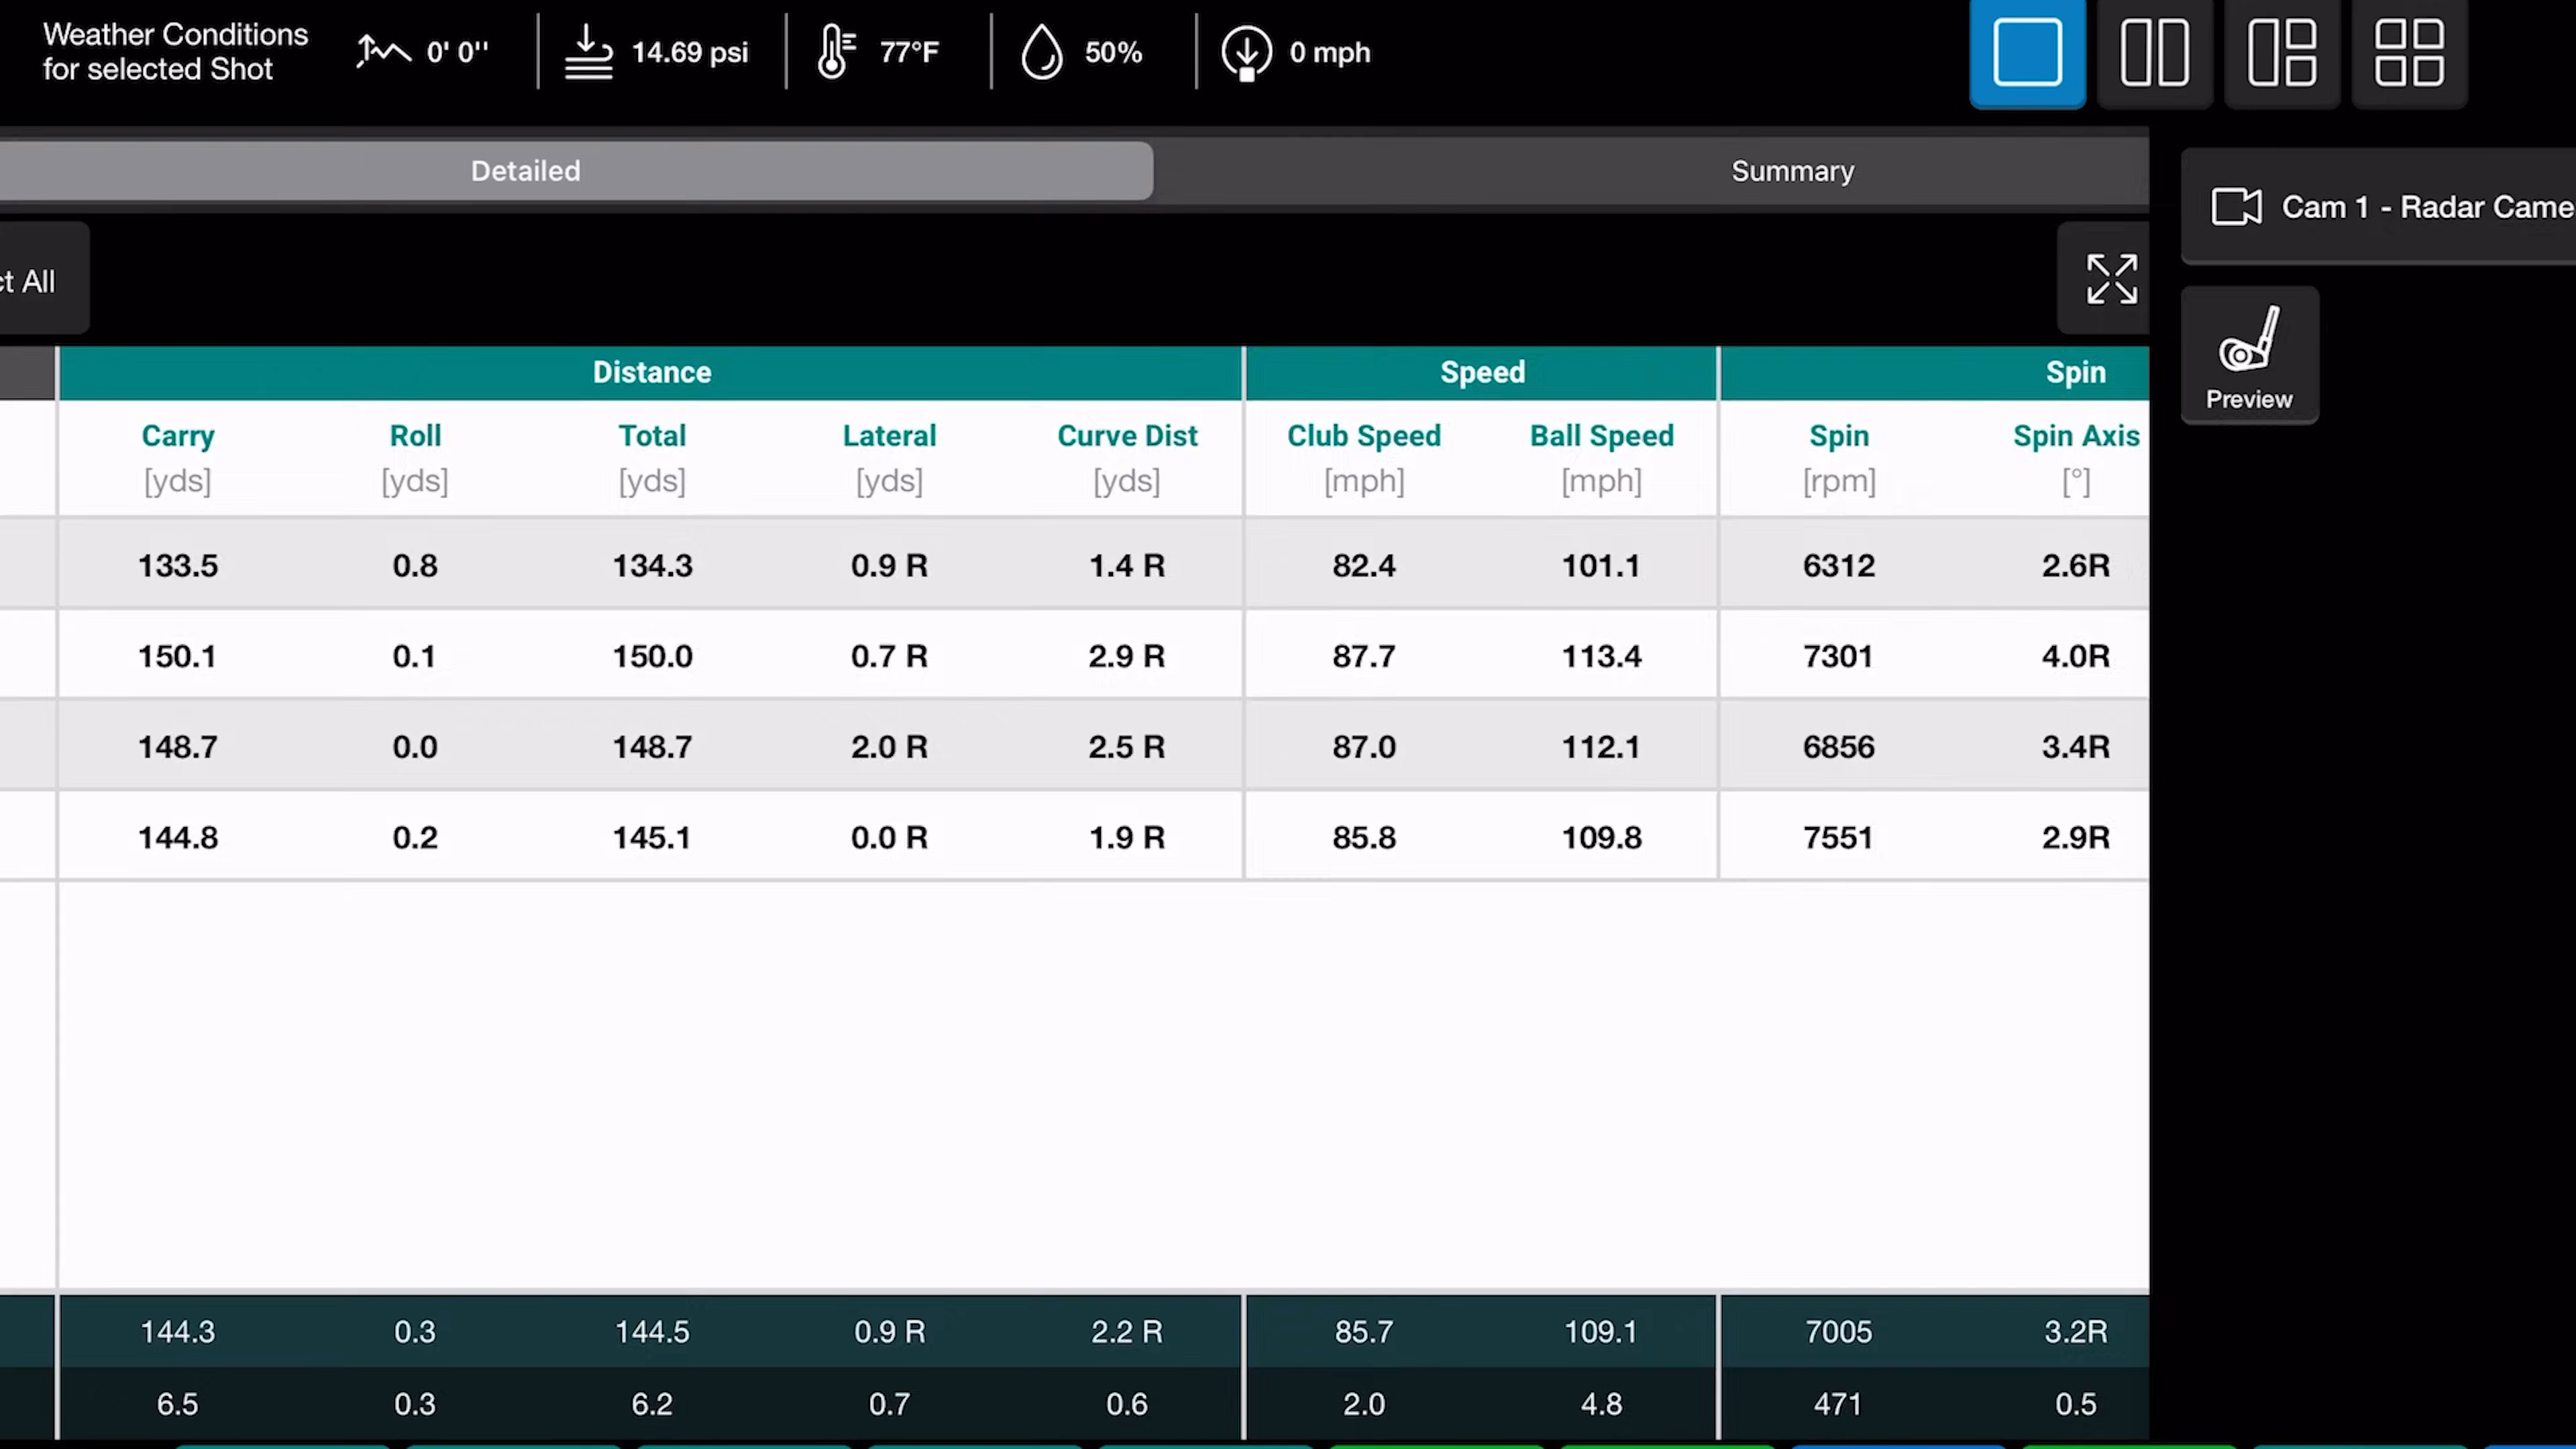 Weather Conditions
for selected Shot
0' 0''
14.69 psi
77°F
50%
0 mph
Detailed
Summary
Cam 1 - Radar Came
ct All
Preview
Distance
Speed
Spin
Carry Roll Total Lateral Curve Dist Club Speed Ball Speed Spin Spin Axis
[yds] [yds] [yds] [yds] [yds] [mph] [mph] [rpm] [°]
133.5 0.8 134.3 0.9 R 1.4 R 82.4 101.1 6312 2.6R
150.1 0.1 150.0 0.7 R 2.9 R 87.7 113.4 7301 4.0R
148.7 0.0 148.7 2.0 R 2.5 R 87.0 112.1 6856 3.4R
144.8 0.2 145.1 0.0 R 1.9 R 85.8 109.8 7551 2.9R
144.3 0.3 144.5 0.9 R 2.2 R 85.7 109.1 7005 3.2R
6.5 0.3 6.2 0.7 0.6 2.0 4.8 471 0.5